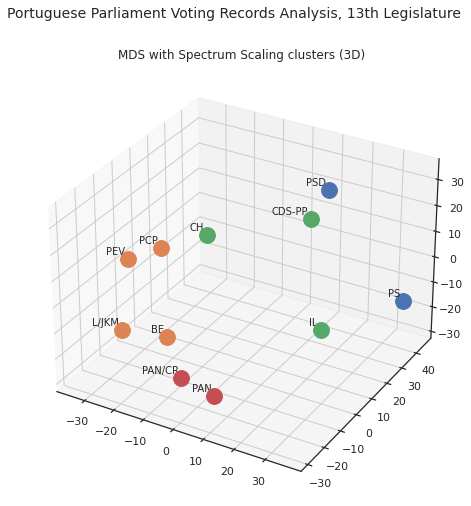 Portuguese Parliament Voting Records Analysis, 13th Legislature
MDS with Spectrum Scaling clusters (3D)
PSD
CDS-PP
CH
PCP
PEV
PS
L/JKM
BE
IL
PAN/CR
PAN
30
20
10
0
−10
−20
−30
40
30
20
10
0
−10
−20
−30
−30
−20
−10
0
10
20
30